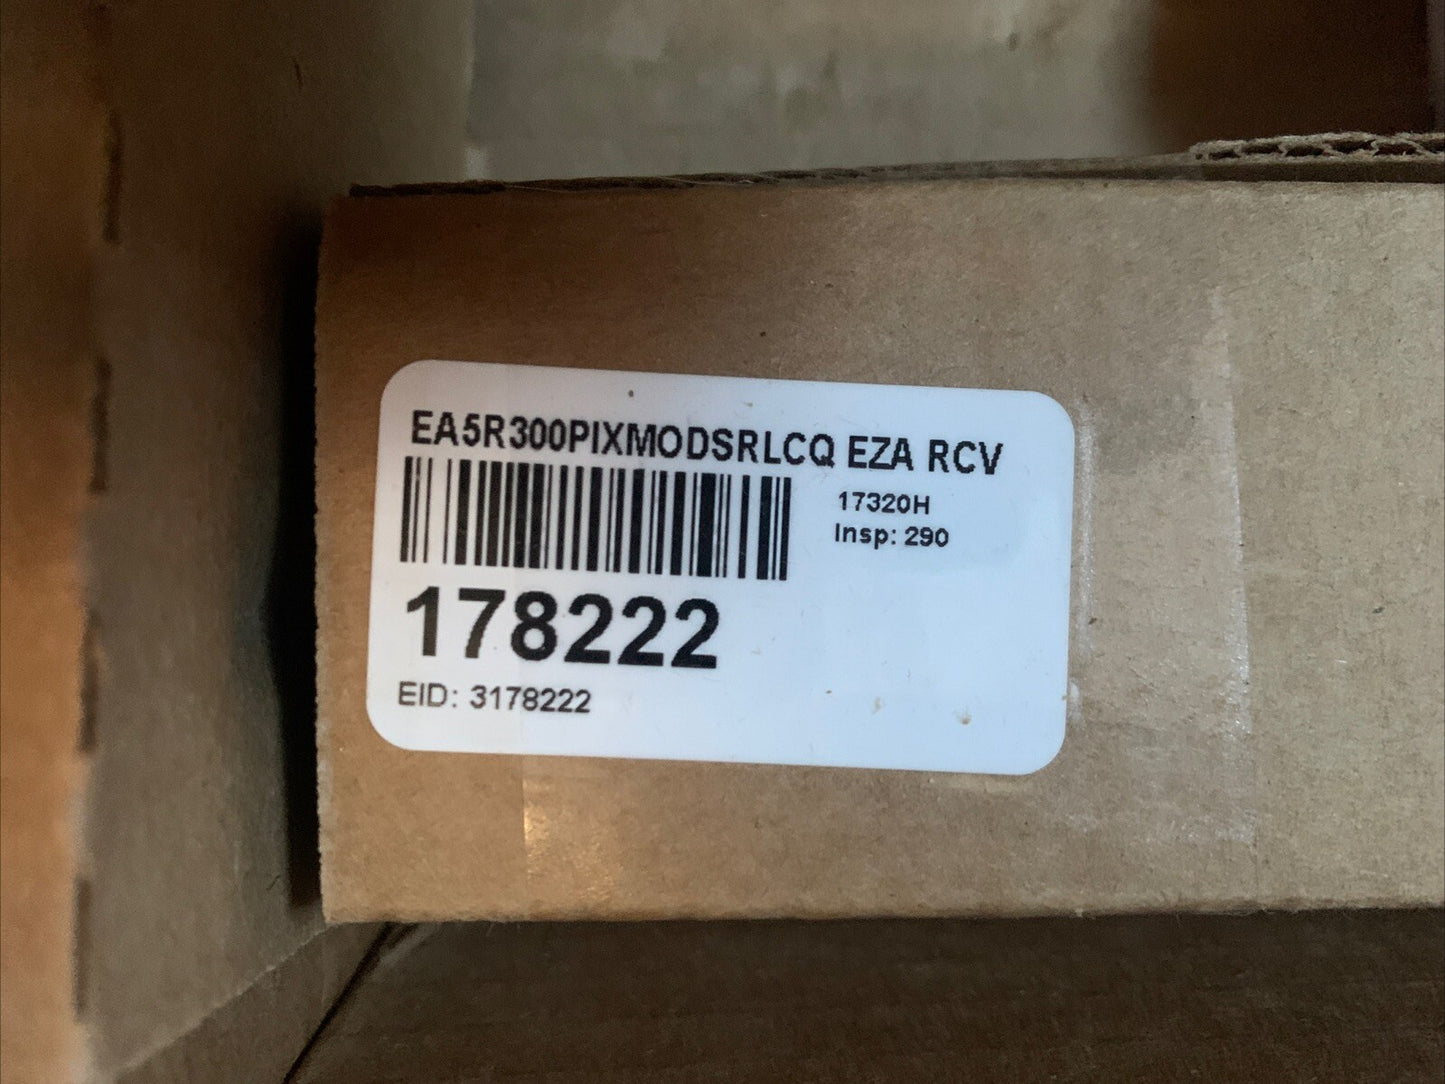 EA5R300PIXMODSRLCQ EZA RCV
17320H
Insp: 290
178222
EID: 3178222